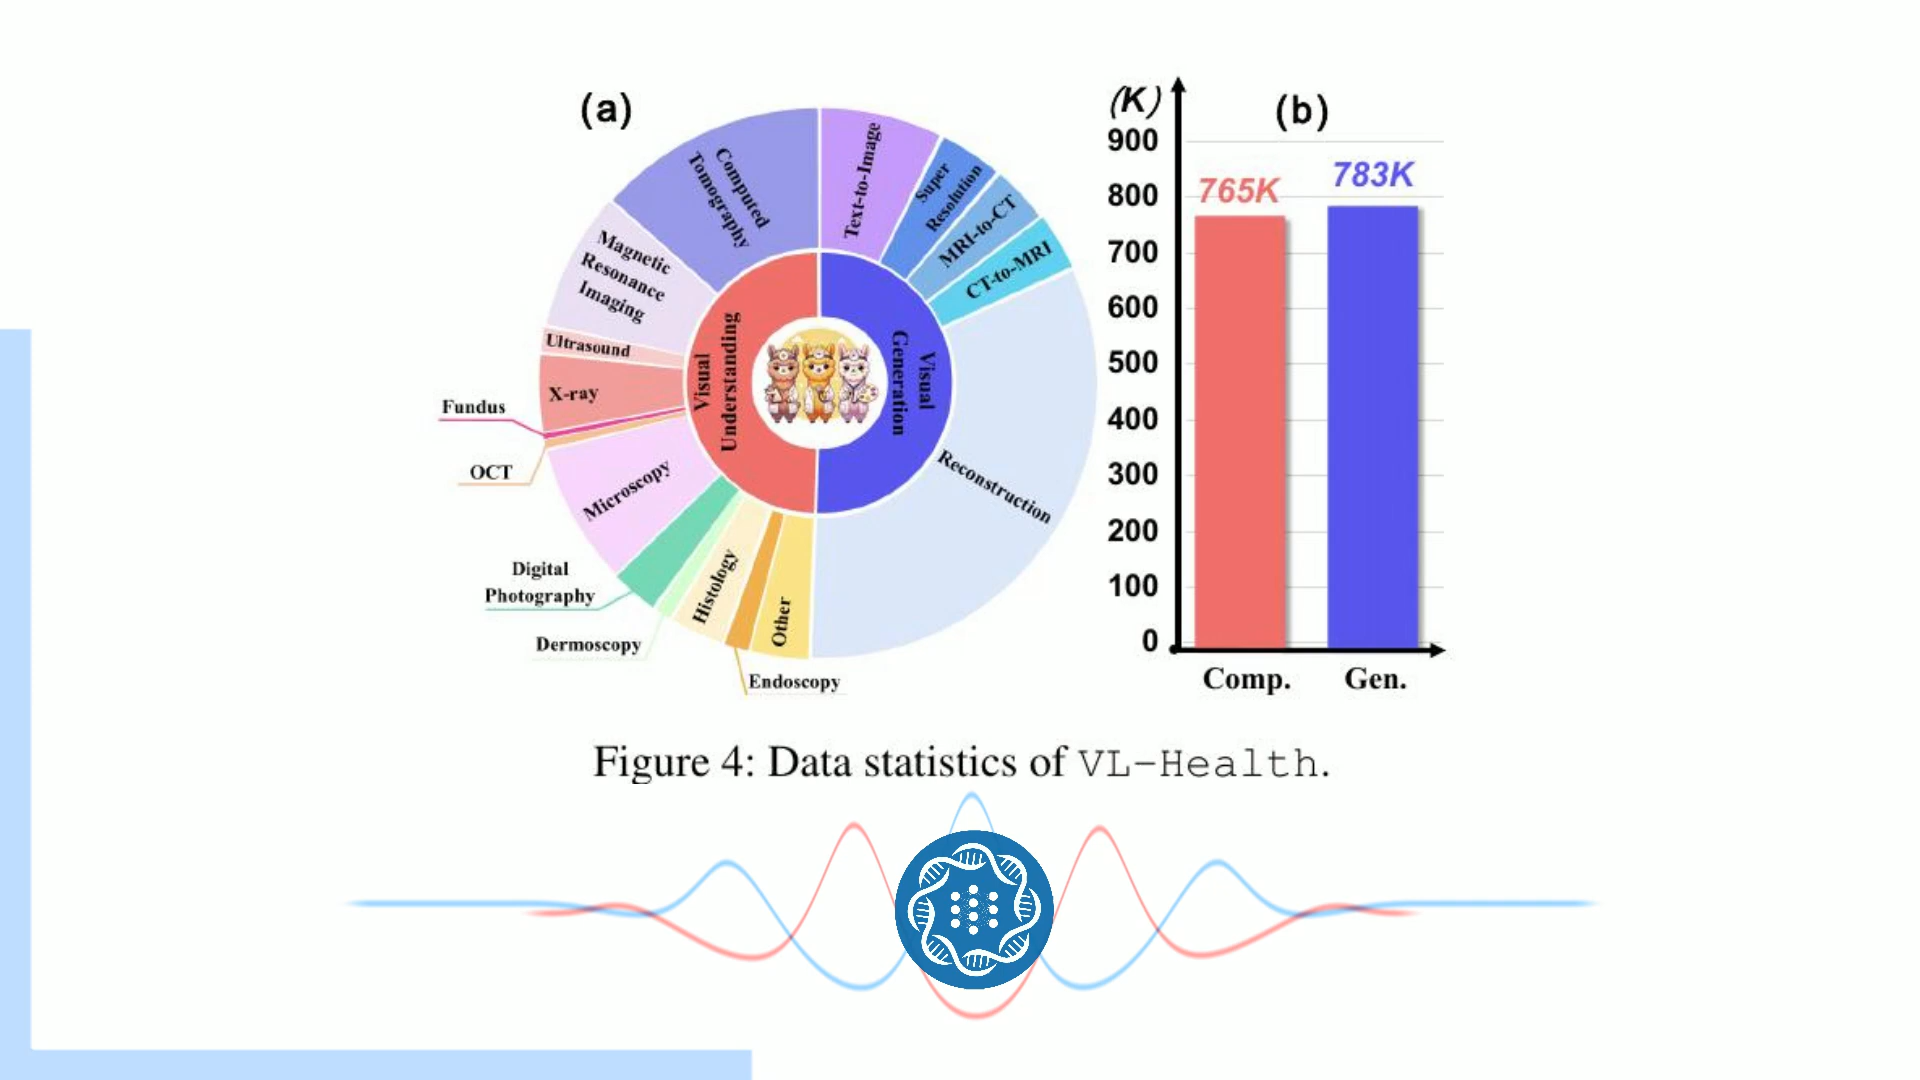 (a)
Computed
Tomography
Magnetic
Resonance
Imaging
Ultrasound
X-ray
Fundus
OCT
Microscopy
Digital
Photography
Dermoscopy
Histology
Endoscopy
Other
Text-to-Image
Super
Resolution
MRI-to-CT
CT-to-MRI
Reconstruction
Visual
Understanding
Visual
Generation
(K)
(b)
900
800
700
600
500
400
300
200
100
0
765K
783K
Comp.
Gen.
Figure 4: Data statistics of VL-Health.